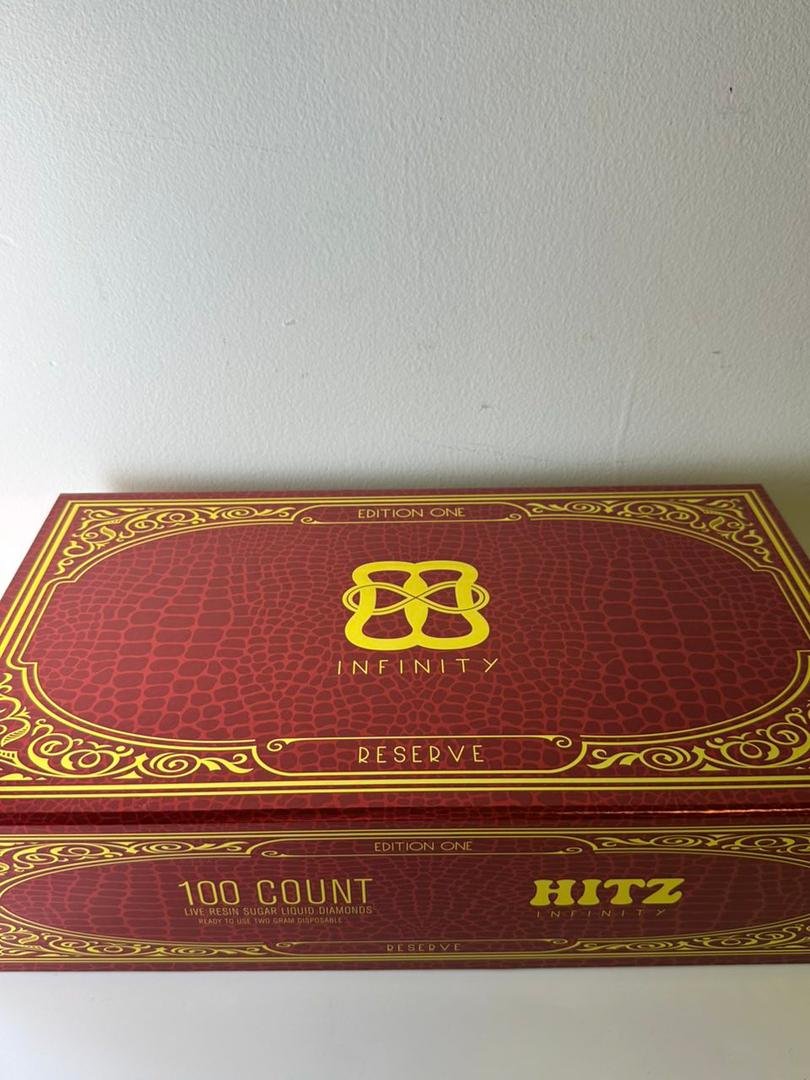 EDITION ONE
INFINITY
RESERVE
EDITION ONE
100 COUNT
LIVE RESIN SUGAR LIQUID DIAMONDS
READY TO USE TWO GRAM DISPOSABLE
HITZ
INFINITY
RESERVE